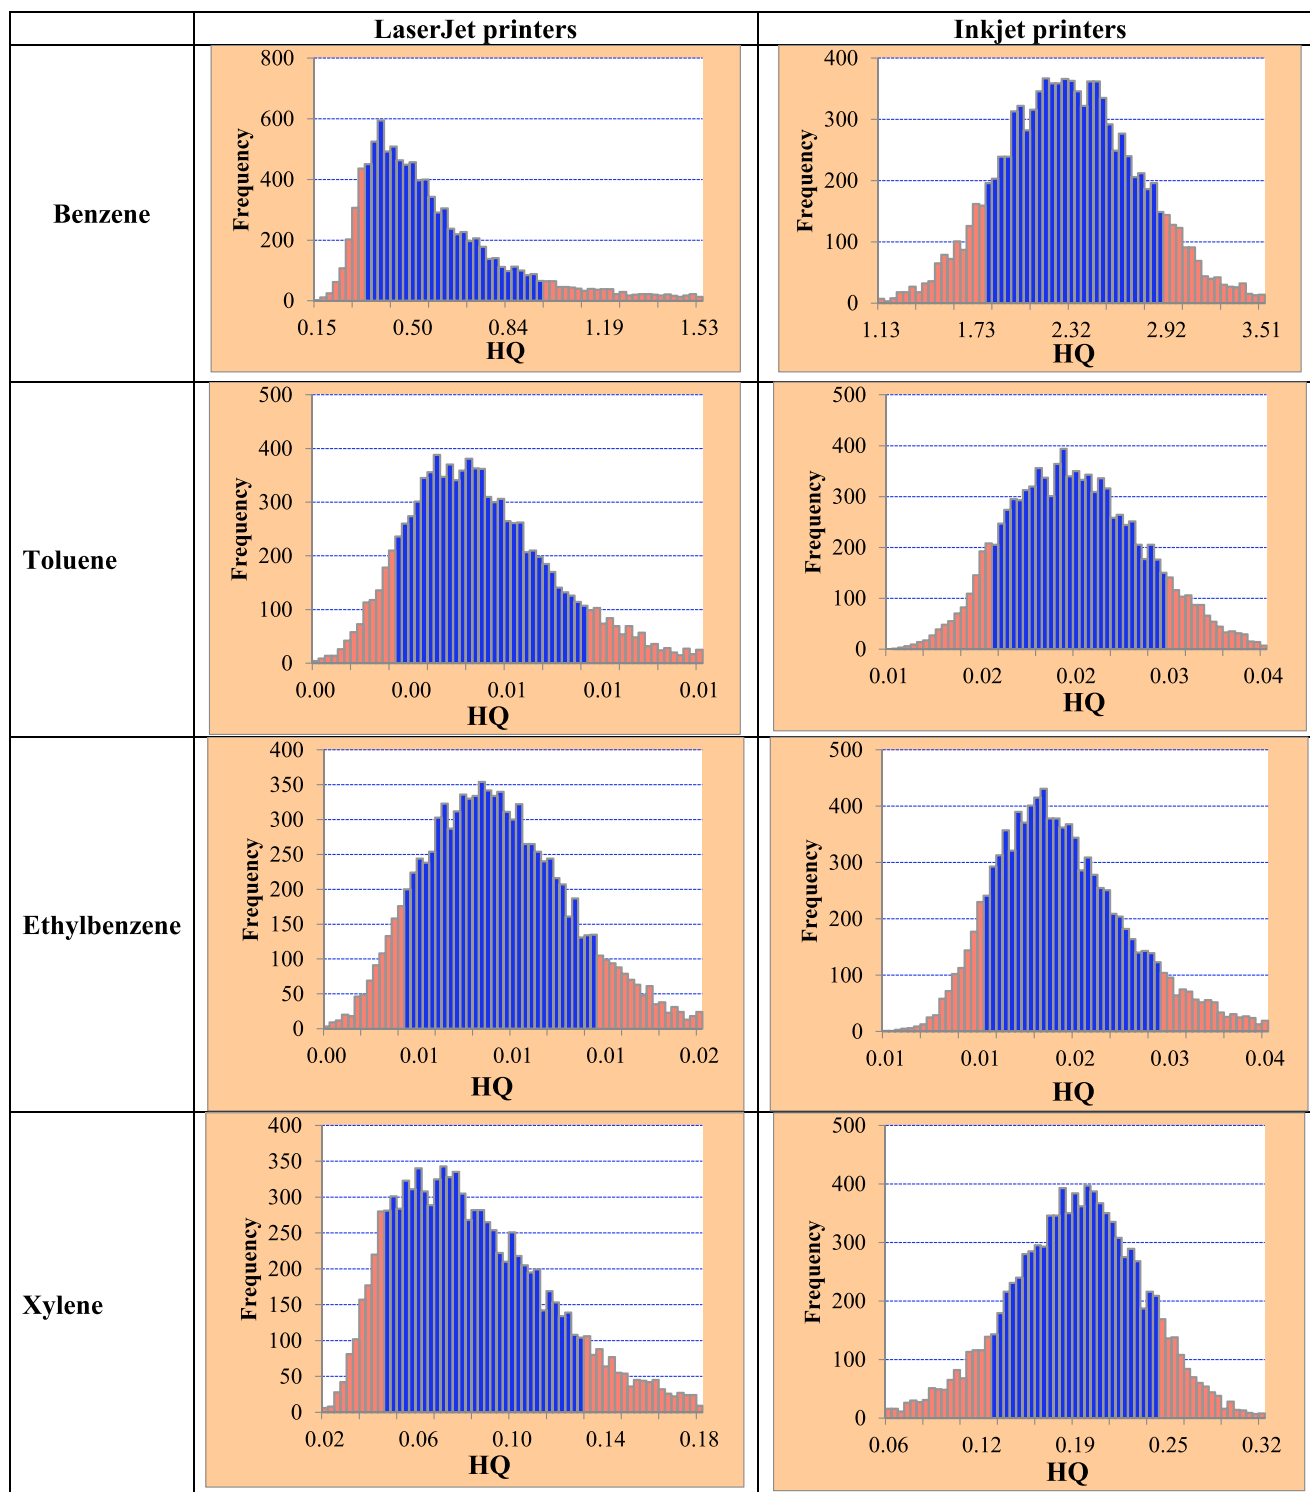 LaserJet printers
Inkjet printers
Benzene
800
600
400
200
0
Frequency
0.15 0.50 0.84 1.19 1.53
HQ
400
300
200
100
0
Frequency
1.13 1.73 2.32 2.92 3.51
HQ
Toluene
500
400
300
200
100
0
Frequency
0.00 0.00 0.01 0.01 0.01
HQ
500
400
300
200
100
0
Frequency
0.01 0.02 0.02 0.03 0.04
HQ
Ethylbenzene
400
350
300
250
200
150
100
50
0
Frequency
0.00 0.01 0.01 0.01 0.02
HQ
500
400
300
200
100
0
Frequency
0.01 0.01 0.02 0.03 0.04
HQ
Xylene
400
350
300
250
200
150
100
50
0
Frequency
0.02 0.06 0.10 0.14 0.18
HQ
500
400
300
200
100
0
Frequency
0.06 0.12 0.19 0.25 0.32
HQ